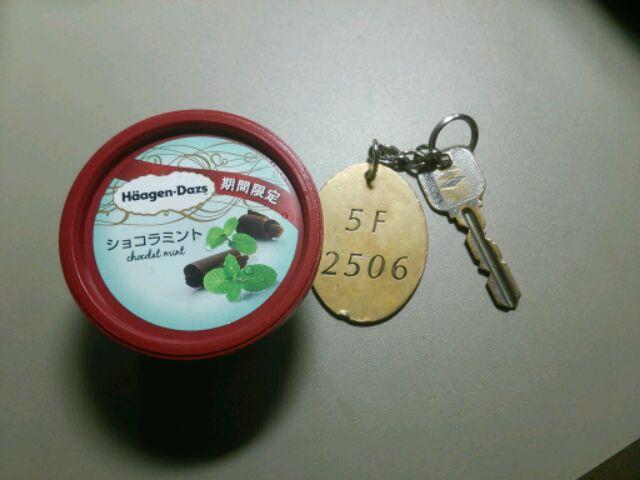 Häagen-Dazs
期間限定
ショコラミント
chocolat mint
5F
2506